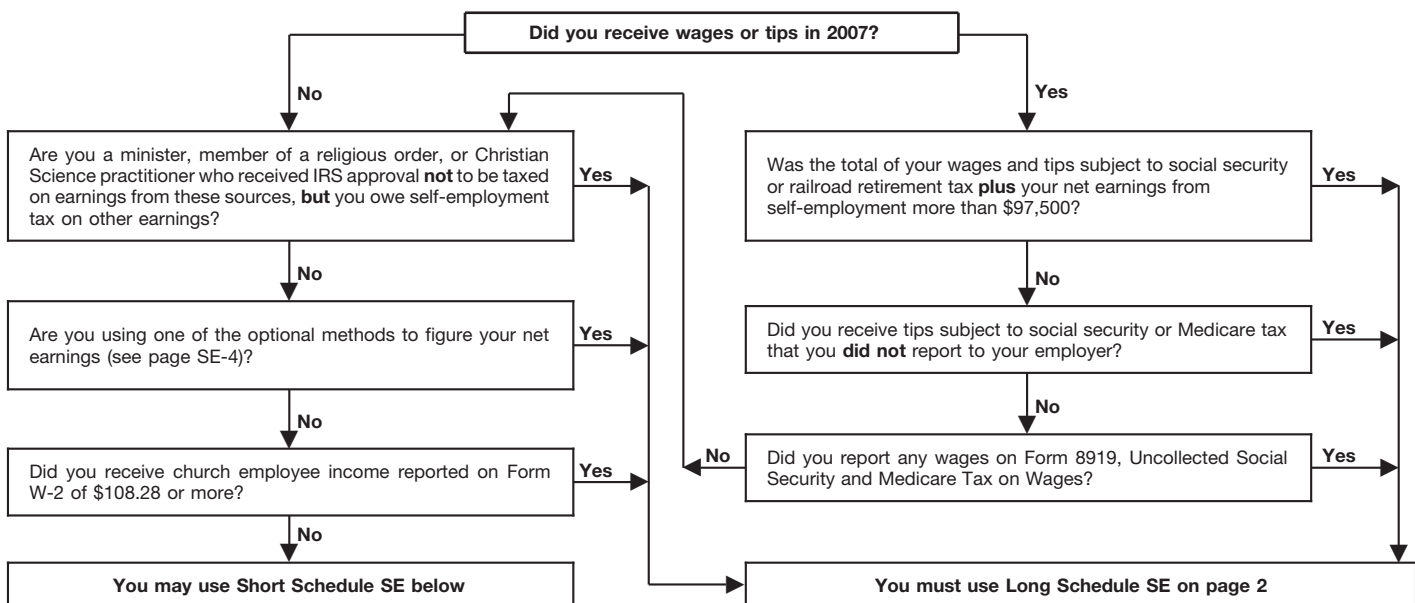 Did you receive wages or tips in 2007?
No
Yes
Are you a minister, member of a religious order, or Christian
Science practitioner who received IRS approval not to be taxed
on earnings from these sources, but you owe self-employment
tax on other earnings?
Yes
Was the total of your wages and tips subject to social security
or railroad retirement tax plus your net earnings from
self-employment more than $97,500?
Yes
No
No
Are you using one of the optional methods to figure your net
earnings (see page SE-4)?
Yes
Did you receive tips subject to social security or Medicare tax
that you did not report to your employer?
Yes
No
No
Did you receive church employee income reported on Form
W-2 of $108.28 or more?
Yes
No
Did you report any wages on Form 8919, Uncollected Social
Security and Medicare Tax on Wages?
Yes
No
You may use Short Schedule SE below
You must use Long Schedule SE on page 2